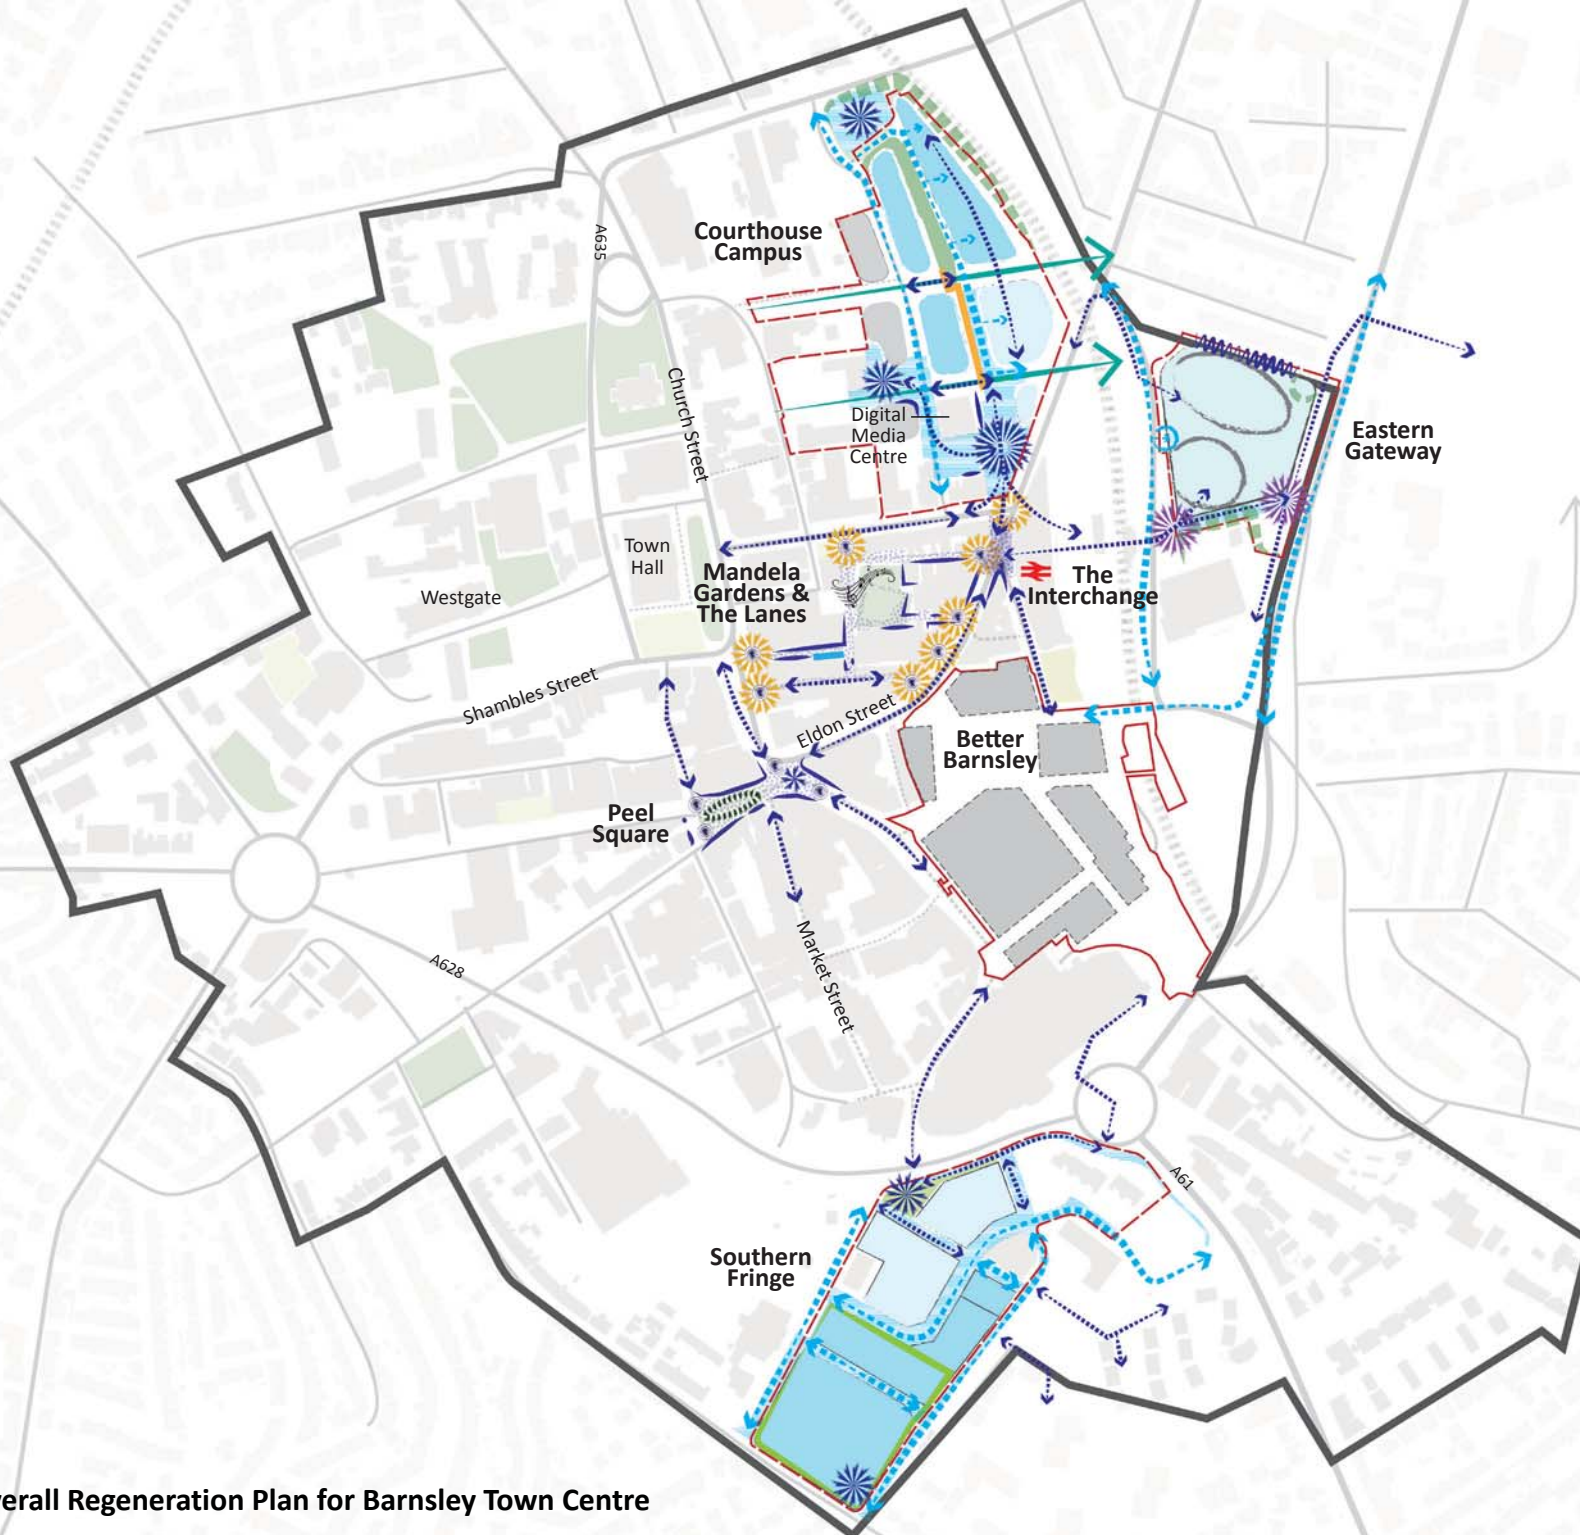 A635
Courthouse
Campus
Church Street
Digital
Media
Centre
Eastern
Gateway
Town
Hall
Mandela
Gardens &
The Lanes
The
Interchange
Westgate
Shambles Street
Eldon Street
Better
Barnsley
Peel
Square
Market Street
A628
A61
Southern
Fringe
erall Regeneration Plan for Barnsley Town Centre